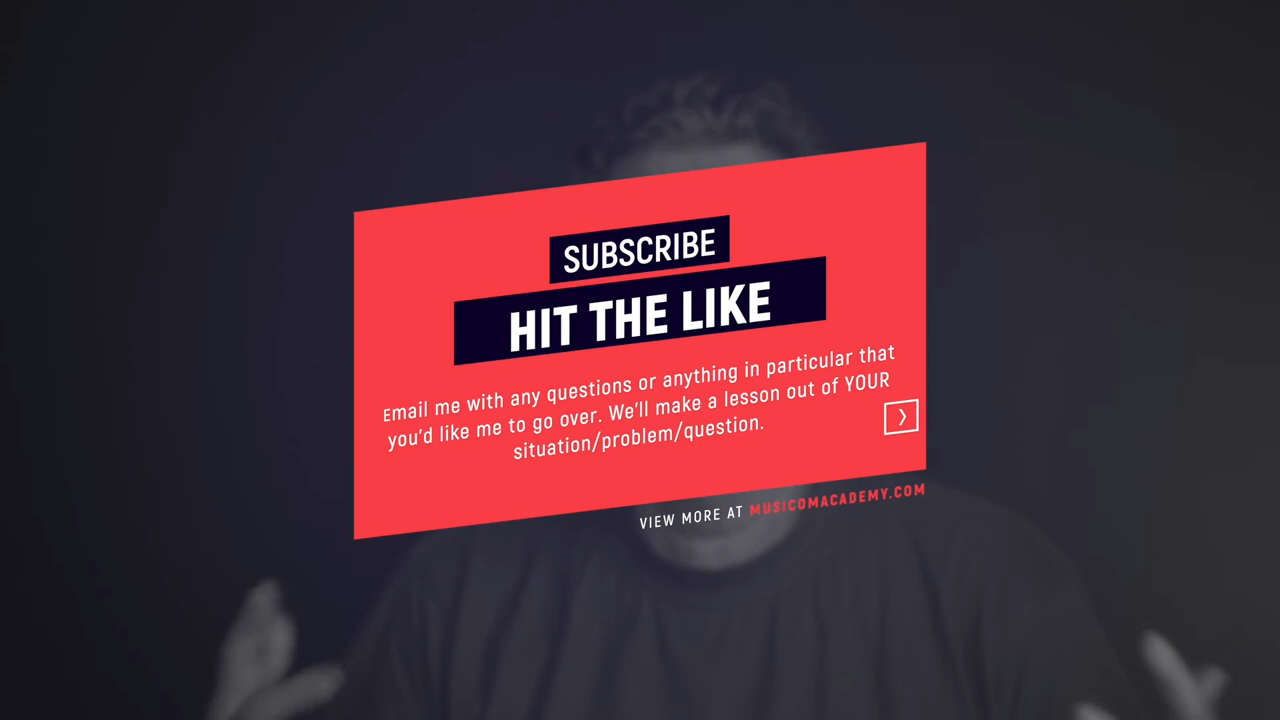 SUBSCRIBE
HIT THE LIKE
Email me with any questions or anything in particular that
you'd like me to go over. We'll make a lesson out of YOUR
situation/problem/question.
VIEW MORE AT MUSICOMACADEMY.COM